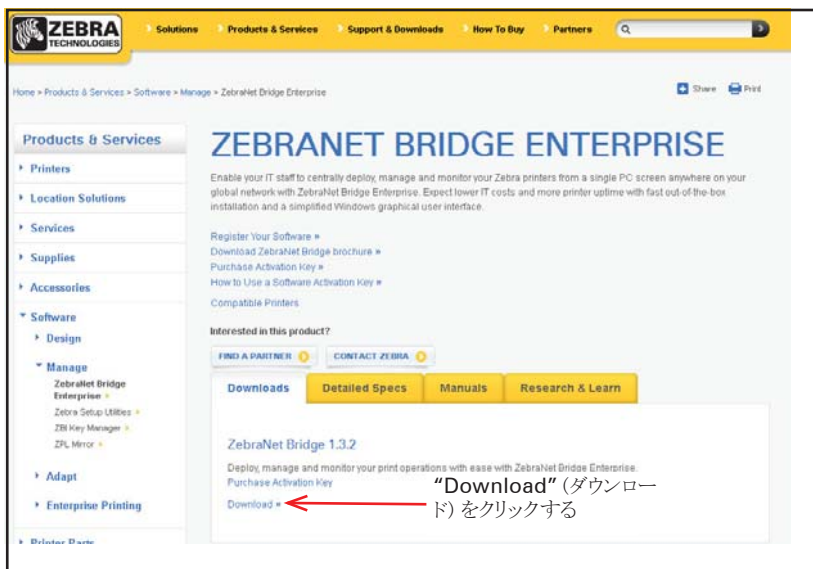 ZEBRA
TECHNOLOGIES
Solutions
Products & Services
Support & Downloads
How To Buy
Partners
Home > Products & Services > Software > Manage > ZebraNet Bridge Enterprise
Share
Print
Products & Services
Printers
Location Solutions
Services
Supplies
Accessories
Software
Design
Manage
ZebraNet Bridge
Enterprise
Zebra Setup Utilities
ZBI Key Manager
ZPL Mirror
Adapt
Enterprise Printing
Printer Parts
ZEBRANET BRIDGE ENTERPRISE
Enable your IT staff to centrally deploy, manage and monitor your Zebra printers from a single PC screen anywhere on your
global network with ZebraNet Bridge Enterprise. Expect lower IT costs and more printer uptime with fast out-of-the-box
installation and a simplified Windows graphical user interface.
Register Your Software »
Download ZebraNet Bridge brochure »
Purchase Activation Key »
How to Use a Software Activation Key »
Compatible Printers
Interested in this product?
FIND A PARTNER
CONTACT ZEBRA
Downloads
Detailed Specs
Manuals
Research & Learn
ZebraNet Bridge 1.3.2
Deploy, manage and monitor your print operations with ease with ZebraNet Bridge Enterprise.
Purchase Activation Key
Download »
“Download” (ダウンロー
ド) をクリックする